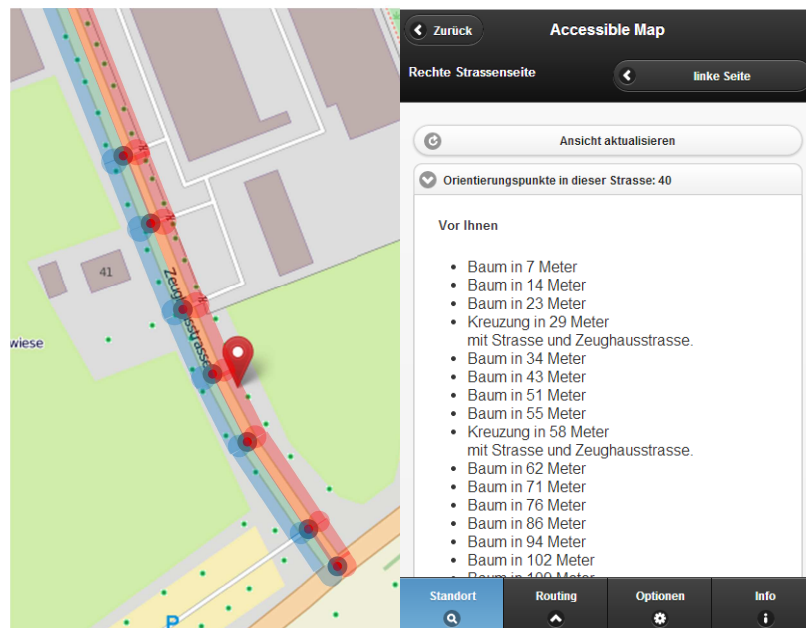 41
Zeughausstrasse
wiese
P
Zurück
Accessible Map
Rechte Strassenseite
linke Seite
Ansicht aktualisieren
Orientierungspunkte in dieser Strasse: 40
Vor Ihnen
Baum in 7 Meter
Baum in 14 Meter
Baum in 23 Meter
Kreuzung in 29 Meter
mit Strasse und Zeughausstrasse.
Baum in 34 Meter
Baum in 43 Meter
Baum in 51 Meter
Baum in 55 Meter
Kreuzung in 58 Meter
mit Strasse und Zeughausstrasse.
Baum in 62 Meter
Baum in 71 Meter
Baum in 76 Meter
Baum in 86 Meter
Baum in 94 Meter
Baum in 102 Meter
Baum in 109 Meter
Standort
Routing
Optionen
Info